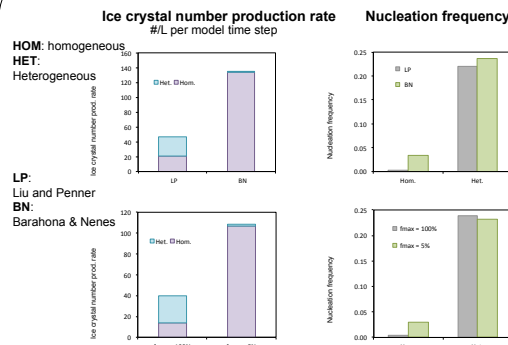 Ice crystal number production rate
#/L per model time step
Nucleation frequency
HOM: homogeneous
HET:
Heterogeneous
LP:
Liu and Penner
BN:
Barahona & Nenes
Ice crystal number prod. rate
160
140
120
100
80
60
40
20
0
Het. Hom.
LP BN
Nucleation frequency
0.25
0.20
0.15
0.10
0.05
0.00
LP
BN
Hom. Het.
Ice crystal number prod. rate
120
100
80
60
40
20
0
Het. Hom.
Nucleation frequency
0.25
0.20
0.15
0.10
0.05
0.00
fmax = 100%
fmax = 5%